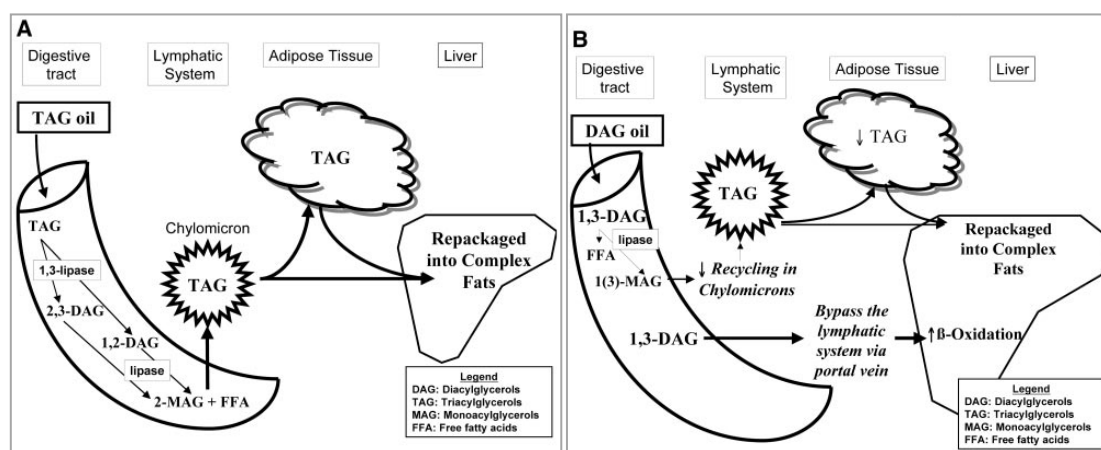 A
Digestive
tract
Lymphatic
System
Adipose Tissue
Liver
TAG oil
TAG
TAG
Chylomicron
TAG
1,3-lipase
2,3-DAG
1,2-DAG
lipase
2-MAG + FFA
Repackaged
into Complex
Fats
Legend
DAG: Diacylglycerols
TAG: Triacylglycerols
MAG: Monoacylglycerols
FFA: Free fatty acids
B
Digestive
tract
Lymphatic
System
Adipose Tissue
Liver
DAG oil
↓ TAG
TAG
1,3-DAG
lipase
FFA
1(3)-MAG
↓ Recycling in
Chylomicrons
Repackaged
into Complex
Fats
1,3-DAG
Bypass the
lymphatic
system via
portal vein
↑ß-Oxidation
Legend
DAG: Diacylglycerols
TAG: Triacylglycerols
MAG: Monoacylglycerols
FFA: Free fatty acids